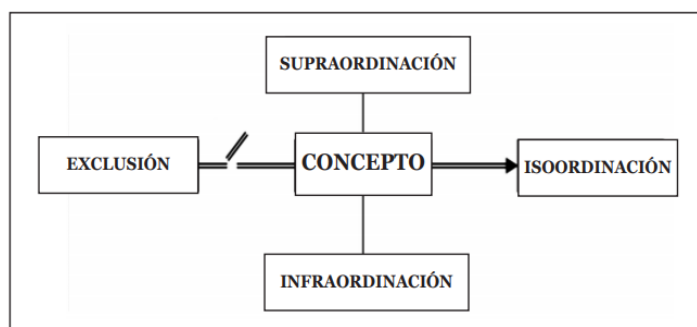 SUPRAORDINACIÓN
EXCLUSIÓN
CONCEPTO
ISOORDINACIÓN
INFRAORDINACIÓN